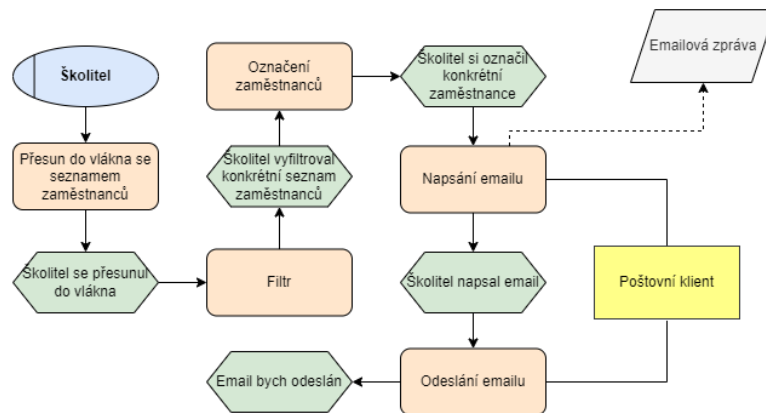 Školitel
Přesun do vlákna se
seznamem
zaměstnanců
Školitel se přesunul
do vlákna
Filtr
Školitel vyfiltroval
konkrétní seznam
zaměstnanců
Označení
zaměstnanců
Školitel si označil
konkrétní
zaměstnance
Napsání emailu
Emailová zpráva
Školitel napsal email
Poštovní klient
Odeslání emailu
Email bych odeslán